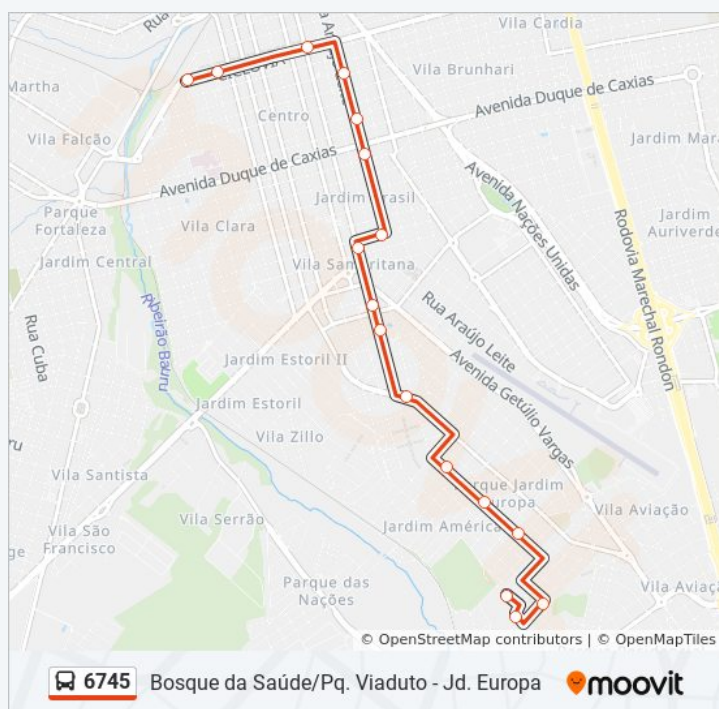 Rua
Vila Cardia
Vila Brunhari
Martha
CICLOVIA
Centro
Avenida Duque de Caxias
Vila Falcão
Jardim Mar
Avenida Duque de Caxias
Jardim Brasil
Parque
Fortaleza
Vila Clara
Jardim
Auriverde
Avenida Nações Unidas
Jardim Central
Vila Samaritana
Rodovia Marechal Rondon
Ribeirão Bauru
Rua Araújo Leite
Rua Cuba
Jardim Estoril II
Avenida Getúlio Vargas
Jardim Estoril
Vila Zillo
Vila Santista
Parque Jardim
Europa
Vila Aviação
Vila Serrão
Jardim América
Vila São
Francisco
Parque das
Nações
Vila Aviação
© OpenStreetMap contributors | © OpenMapTiles
6745 Bosque da Saúde/Pq. Viaduto - Jd. Europa moovit